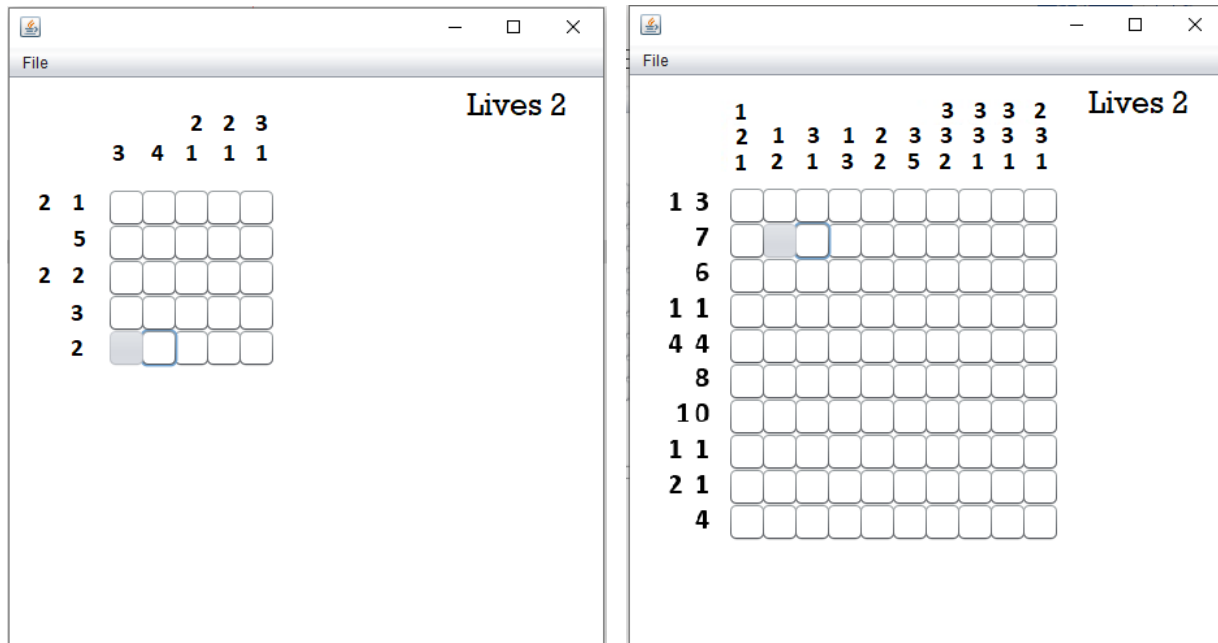 File
Lives 2
2 2 3
3 4 1 1 1
2 1
5
2 2
3
2
File
Lives 2
1 3 3 3 2
2 1 3 1 2 3 3 3 3 3
1 2 1 3 2 5 2 1 1 1
1 3
7
6
1 1
4 4
8
10
1 1
2 1
4